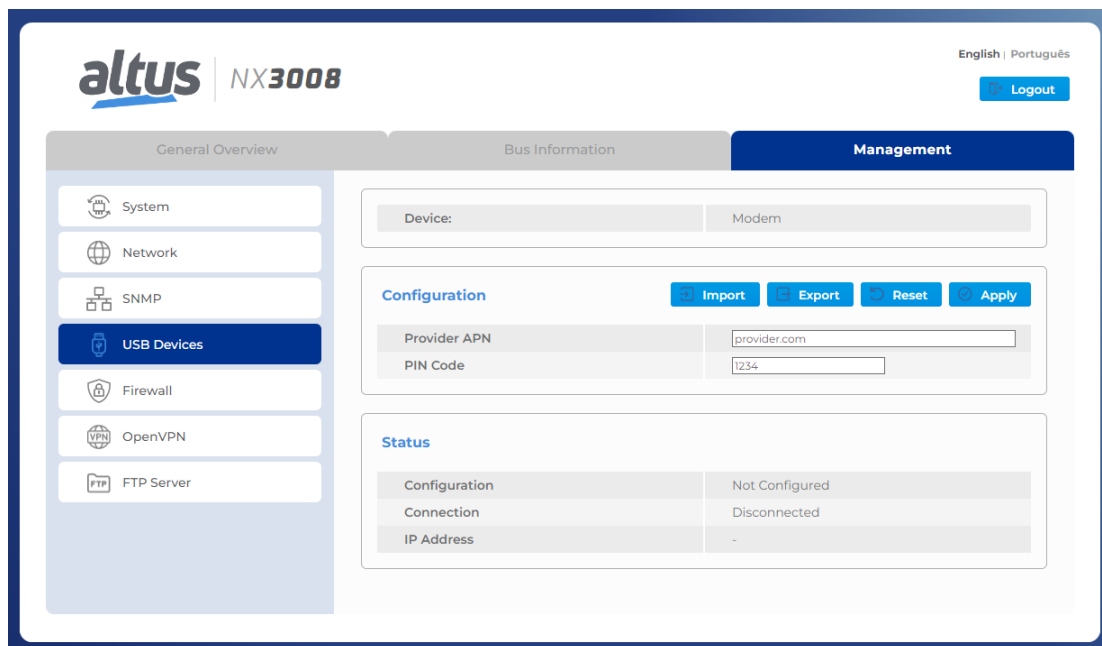 English | Português
altus NX3008
Logout
General Overview Bus Information Management
System
Network
SNMP
USB Devices
Firewall
VPN OpenVPN
FTP FTP Server
Device: Modem
Configuration Import Export Reset Apply
Provider APN provider.com
PIN Code 1234
Status
Configuration Not Configured
Connection Disconnected
IP Address -